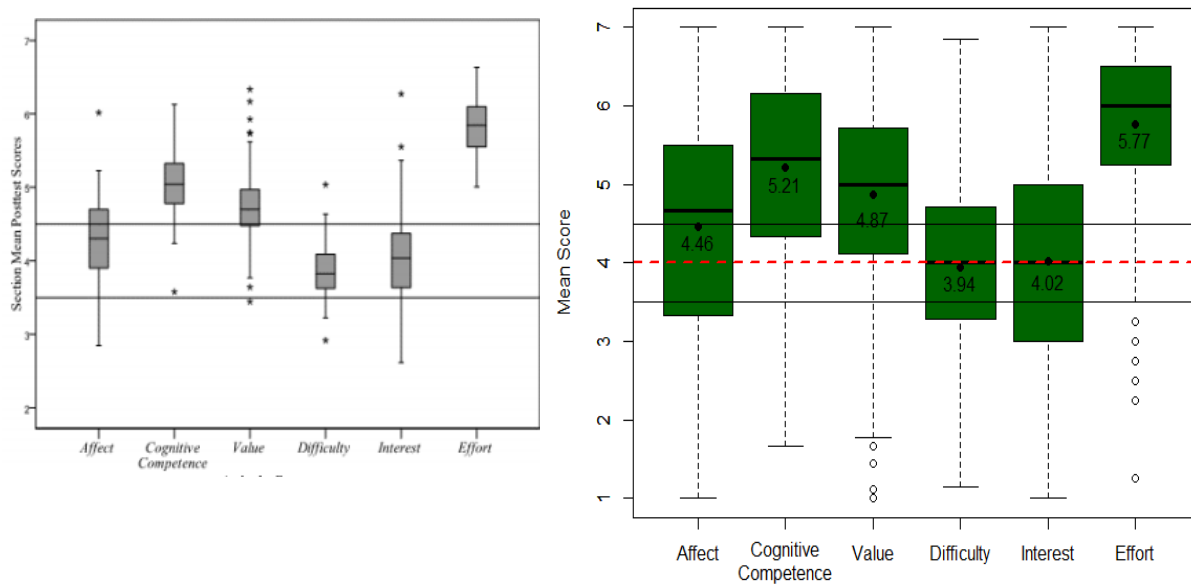 7
6
5
4
3
2
Section Mean Posttest Scores
Affect
Cognitive
Competence
Value
Difficulty
Interest
Effort
7
6
5
4
3
2
1
Mean Score
4.46
5.21
4.87
3.94
4.02
5.77
Affect
Cognitive
Competence
Value
Difficulty
Interest
Effort